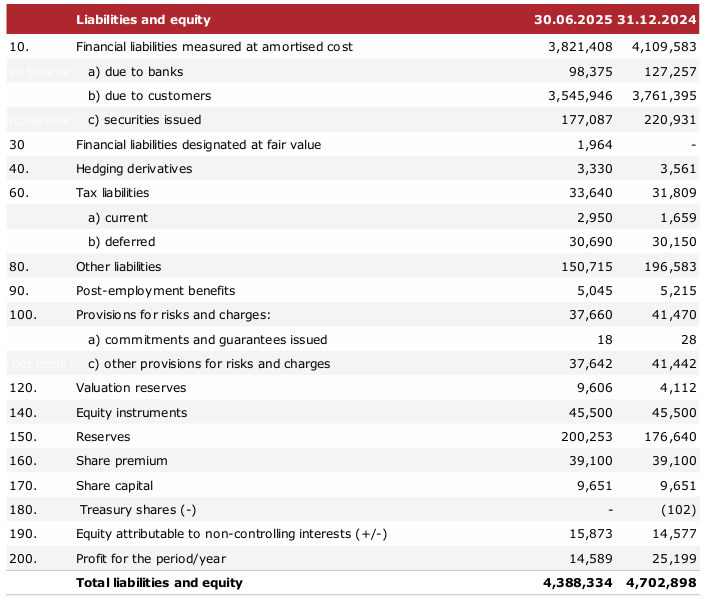 Liabilities and equity 30.06.2025 31.12.2024
10. Financial liabilities measured at amortised cost 3,821,408 4,109,583
so banche a) due to banks 98,375 127,257
b) due to customers 3,545,946 3,761,395
rcolazione c) securities issued 177,087 220,931
30 Financial liabilities designated at fair value 1,964 -
40. Hedging derivatives 3,330 3,561
60. Tax liabilities 33,640 31,809
a) current 2,950 1,659
b) deferred 30,690 30,150
80. Other liabilities 150,715 196,583
90. Post-employment benefits 5,045 5,215
100. Provisions for risks and charges: 37,660 41,470
a) commitments and guarantees issued 18 28
per rischi e c) other provisions for risks and charges 37,642 41,442
120. Valuation reserves 9,606 4,112
140. Equity instruments 45,500 45,500
150. Reserves 200,253 176,640
160. Share premium 39,100 39,100
170. Share capital 9,651 9,651
180. Treasury shares (-) - (102)
190. Equity attributable to non-controlling interests (+/-) 15,873 14,577
200. Profit for the period/year 14,589 25,199
Total liabilities and equity 4,388,334 4,702,898